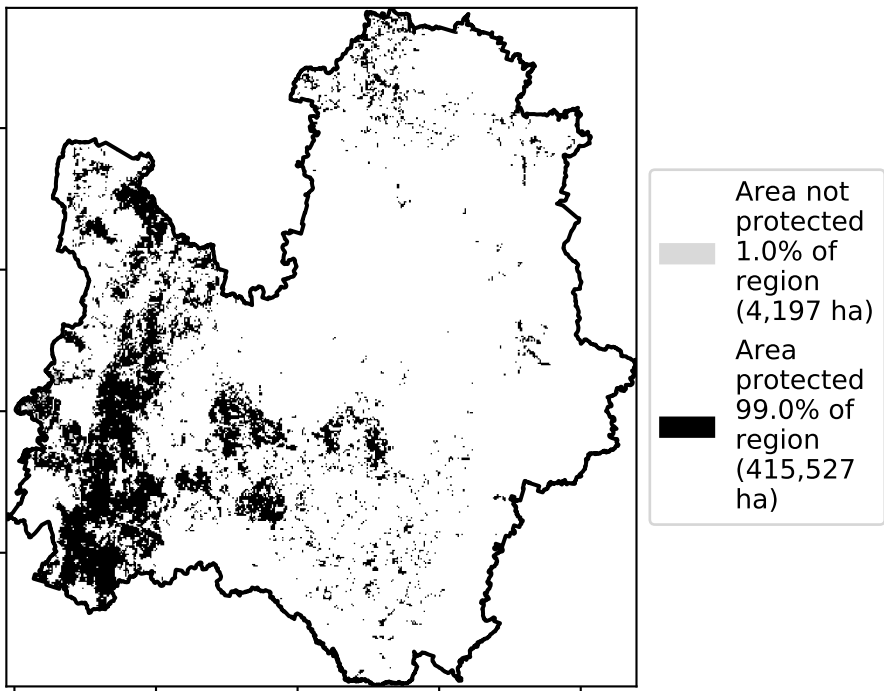 Area not
protected
1.0% of
region
(4,197 ha)
Area
protected
99.0% of
region
(415,527
ha)